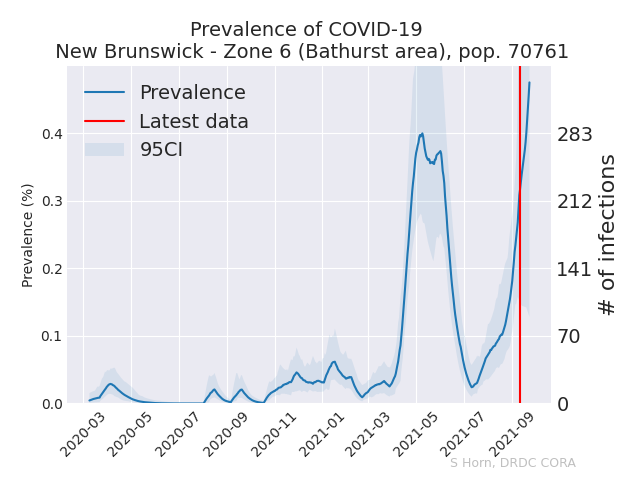 Prevalence of COVID-19
New Brunswick - Zone 6 (Bathurst area), pop. 70761
Prevalence
Latest data
95CI
Prevalence (%)
0.4
0.3
0.2
0.1
0.0
283
212
141
70
0
# of infections
2020-03
2020-05
2020-07
2020-09
2020-11
2021-01
2021-03
2021-05
2021-07
2021-09
S Horn, DRDC CORA